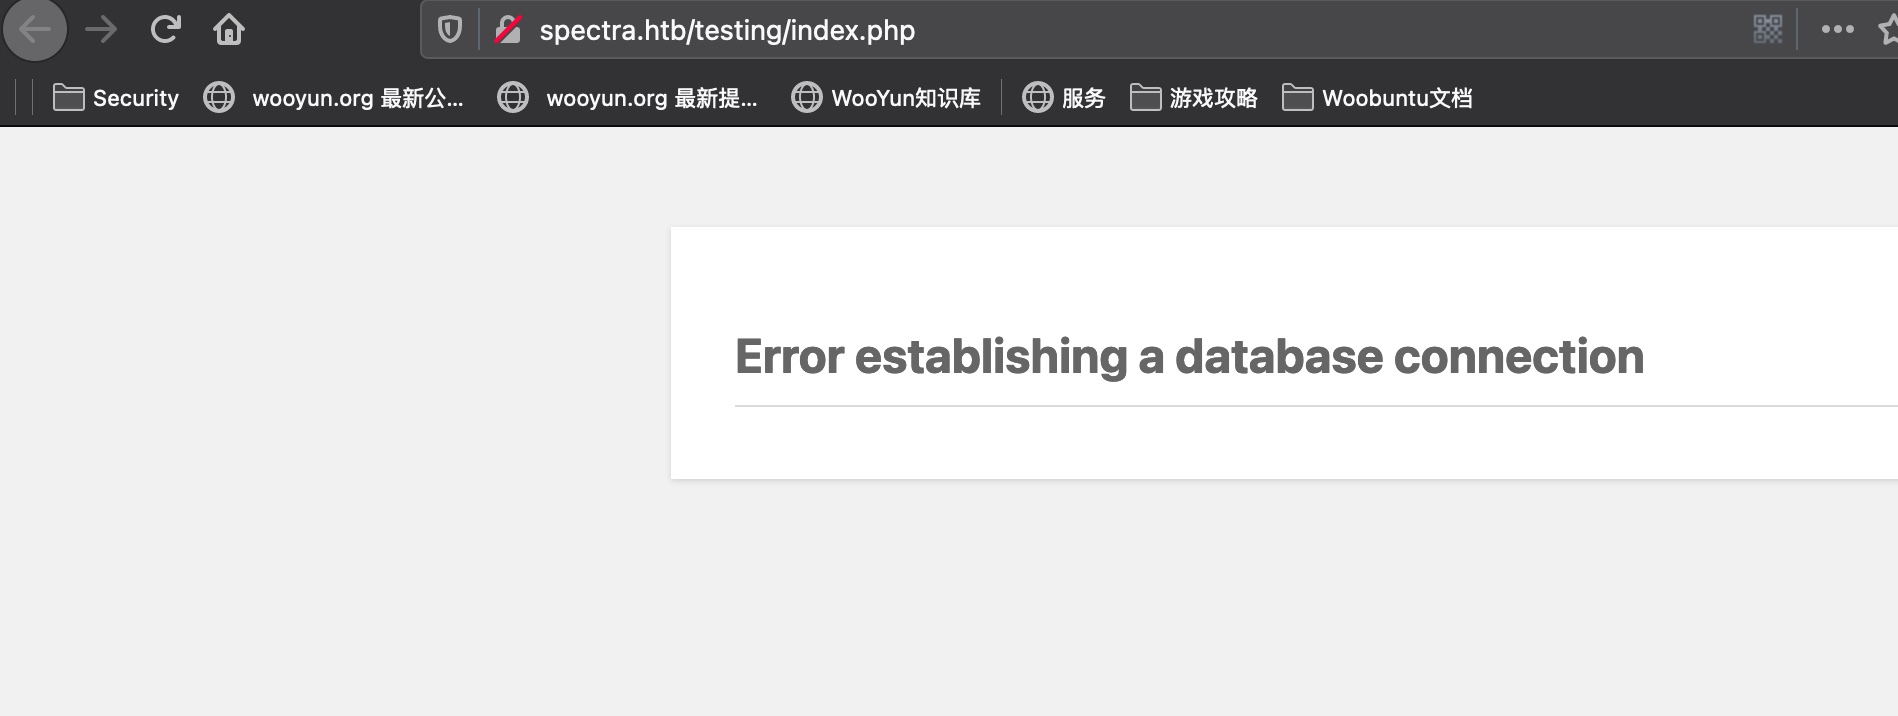 spectra.htb/testing/index.php
Security wooyun.org 最新公... wooyun.org 最新提... WooYun知识库 服务 游戏攻略 Woobuntu文档
Error establishing a database connection